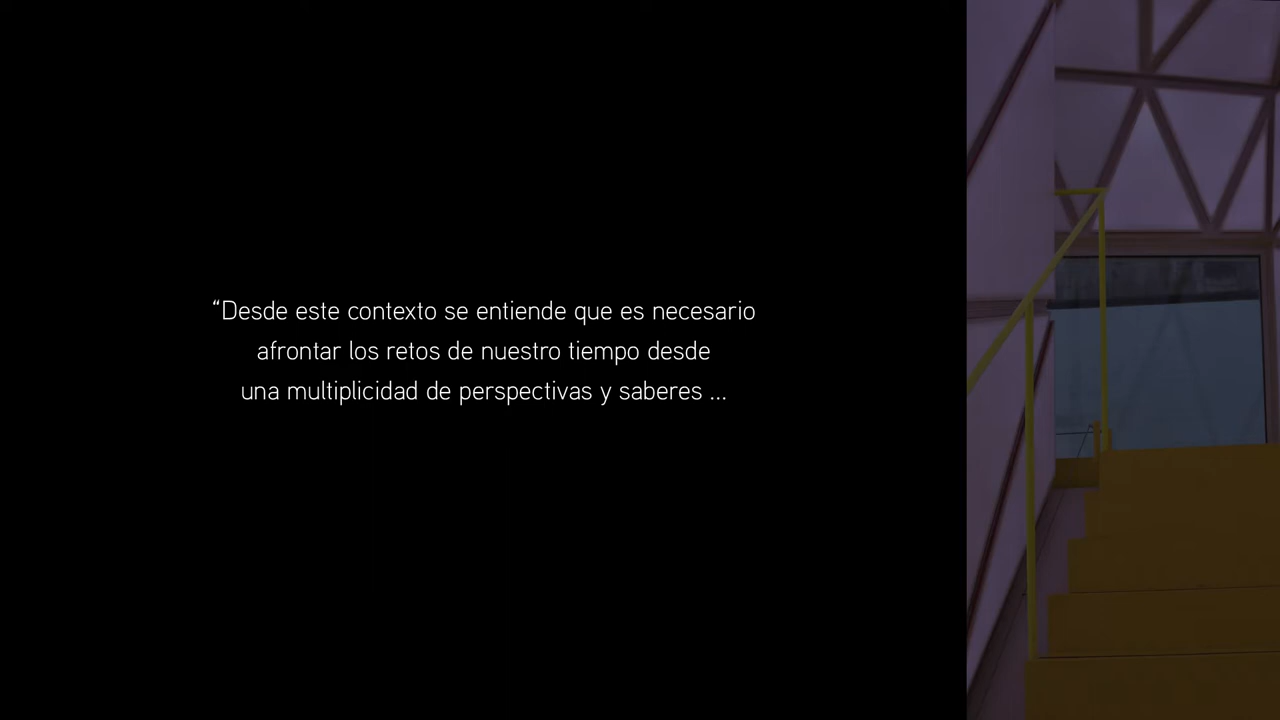 “Desde este contexto se entiende que es necesario
afrontar los retos de nuestro tiempo desde
una multiplicidad de perspectivas y saberes ...